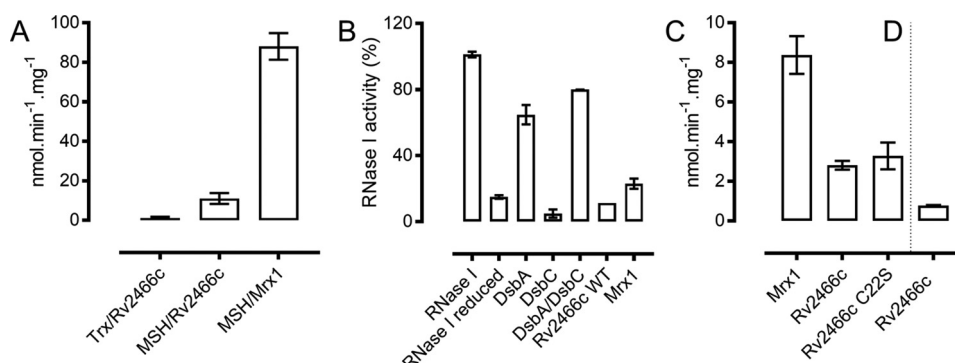 A
nmol.min⁻¹.mg⁻¹
100
80
60
40
20
0
Trx/Rv2466c
MSH/Rv2466c
MSH/Mrx1
B
RNase I activity (%)
120
80
40
0
RNase I
RNase I reduced
DsbA
DsbC
DsbA/DsbC
Rv2466c WT
Mrx1
C
nmol.min⁻¹.mg⁻¹
10
8
6
4
2
0
Mrx1
Rv2466c
Rv2466c C22S
D
Rv2466c